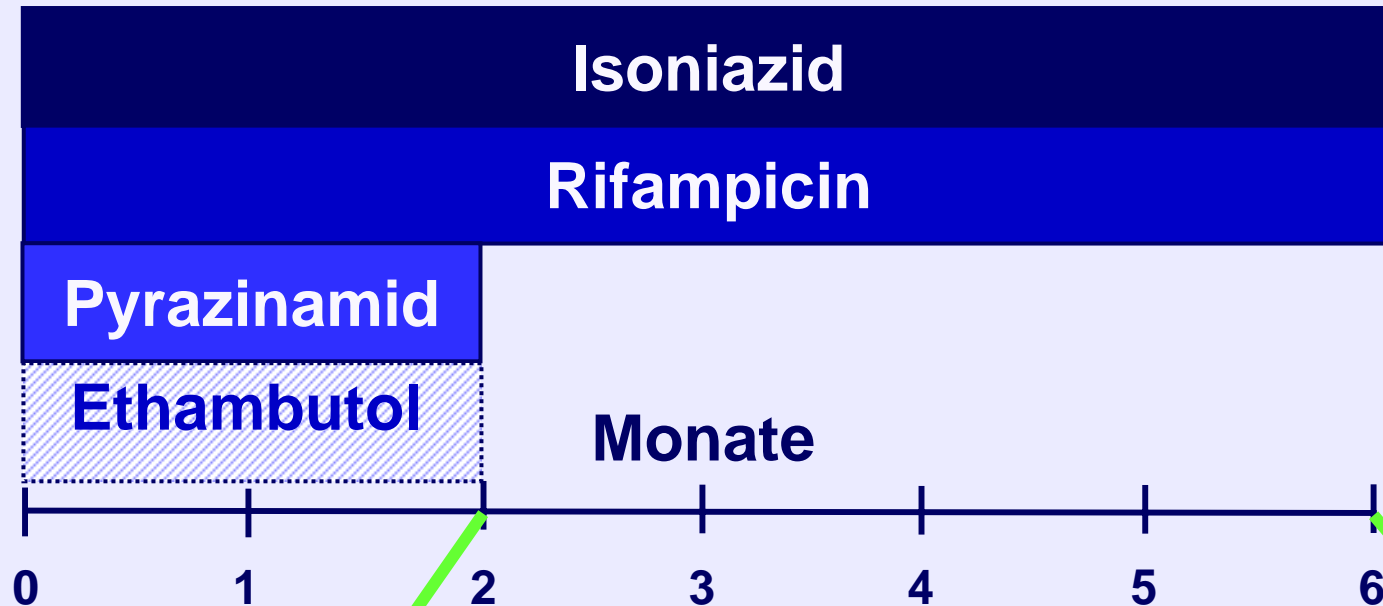 Isoniazid
Rifampicin
Pyrazinamid
Ethambutol
Monate
0 1 2 3 4 5 6